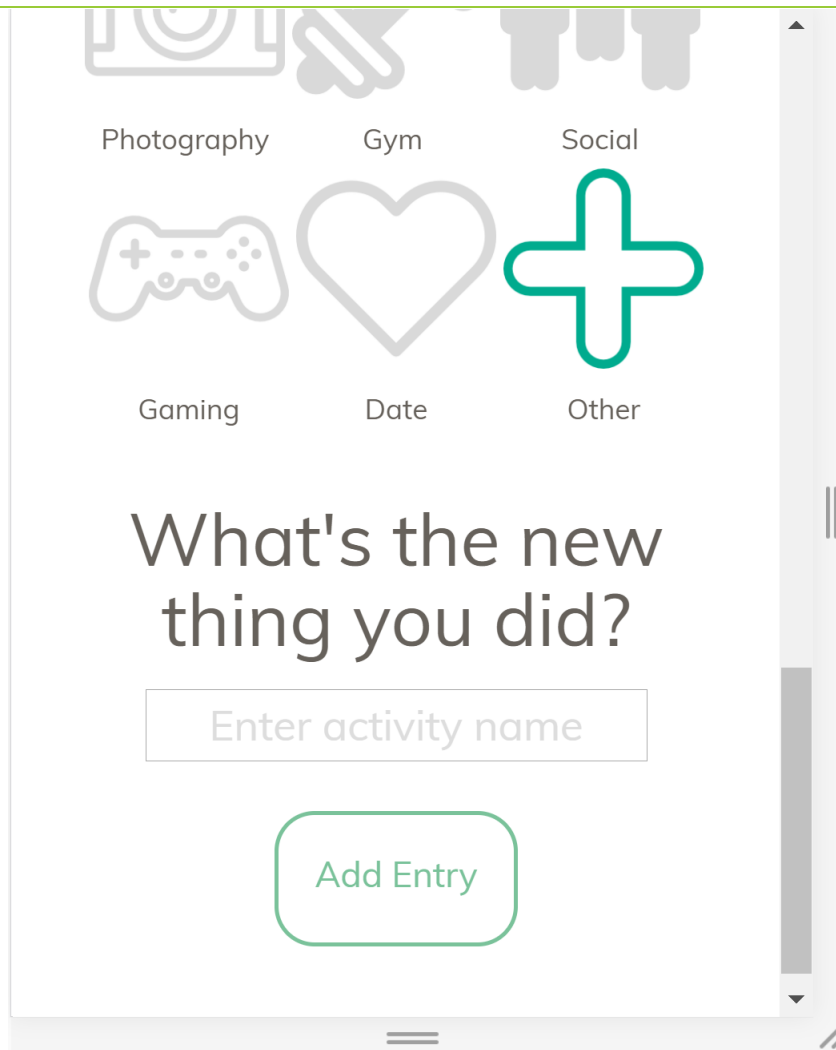 Photography Gym Social
Gaming Date Other
What's the new
thing you did?
Enter activity name
Add Entry